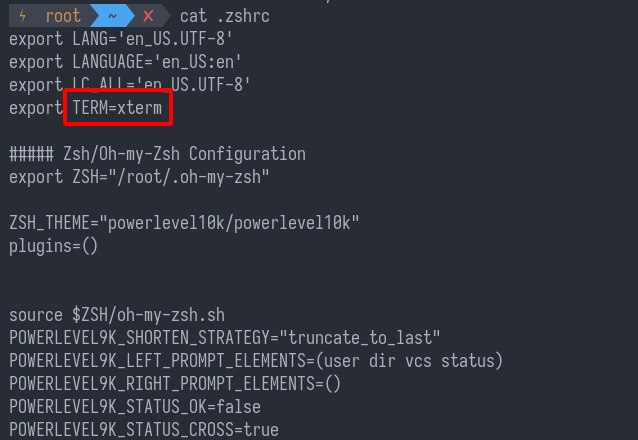 ϟ root ~ ✘ cat .zshrc
export LANG='en_US.UTF-8'
export LANGUAGE='en_US:en'
export LC_ALL='en_US.UTF-8'
export TERM=xterm
##### Zsh/Oh-my-Zsh Configuration
export ZSH="/root/.oh-my-zsh"
ZSH_THEME="powerlevel10k/powerlevel10k"
plugins=()
source $ZSH/oh-my-zsh.sh
POWERLEVEL9K_SHORTEN_STRATEGY="truncate_to_last"
POWERLEVEL9K_LEFT_PROMPT_ELEMENTS=(user dir vcs status)
POWERLEVEL9K_RIGHT_PROMPT_ELEMENTS=()
POWERLEVEL9K_STATUS_OK=false
POWERLEVEL9K_STATUS_CROSS=true